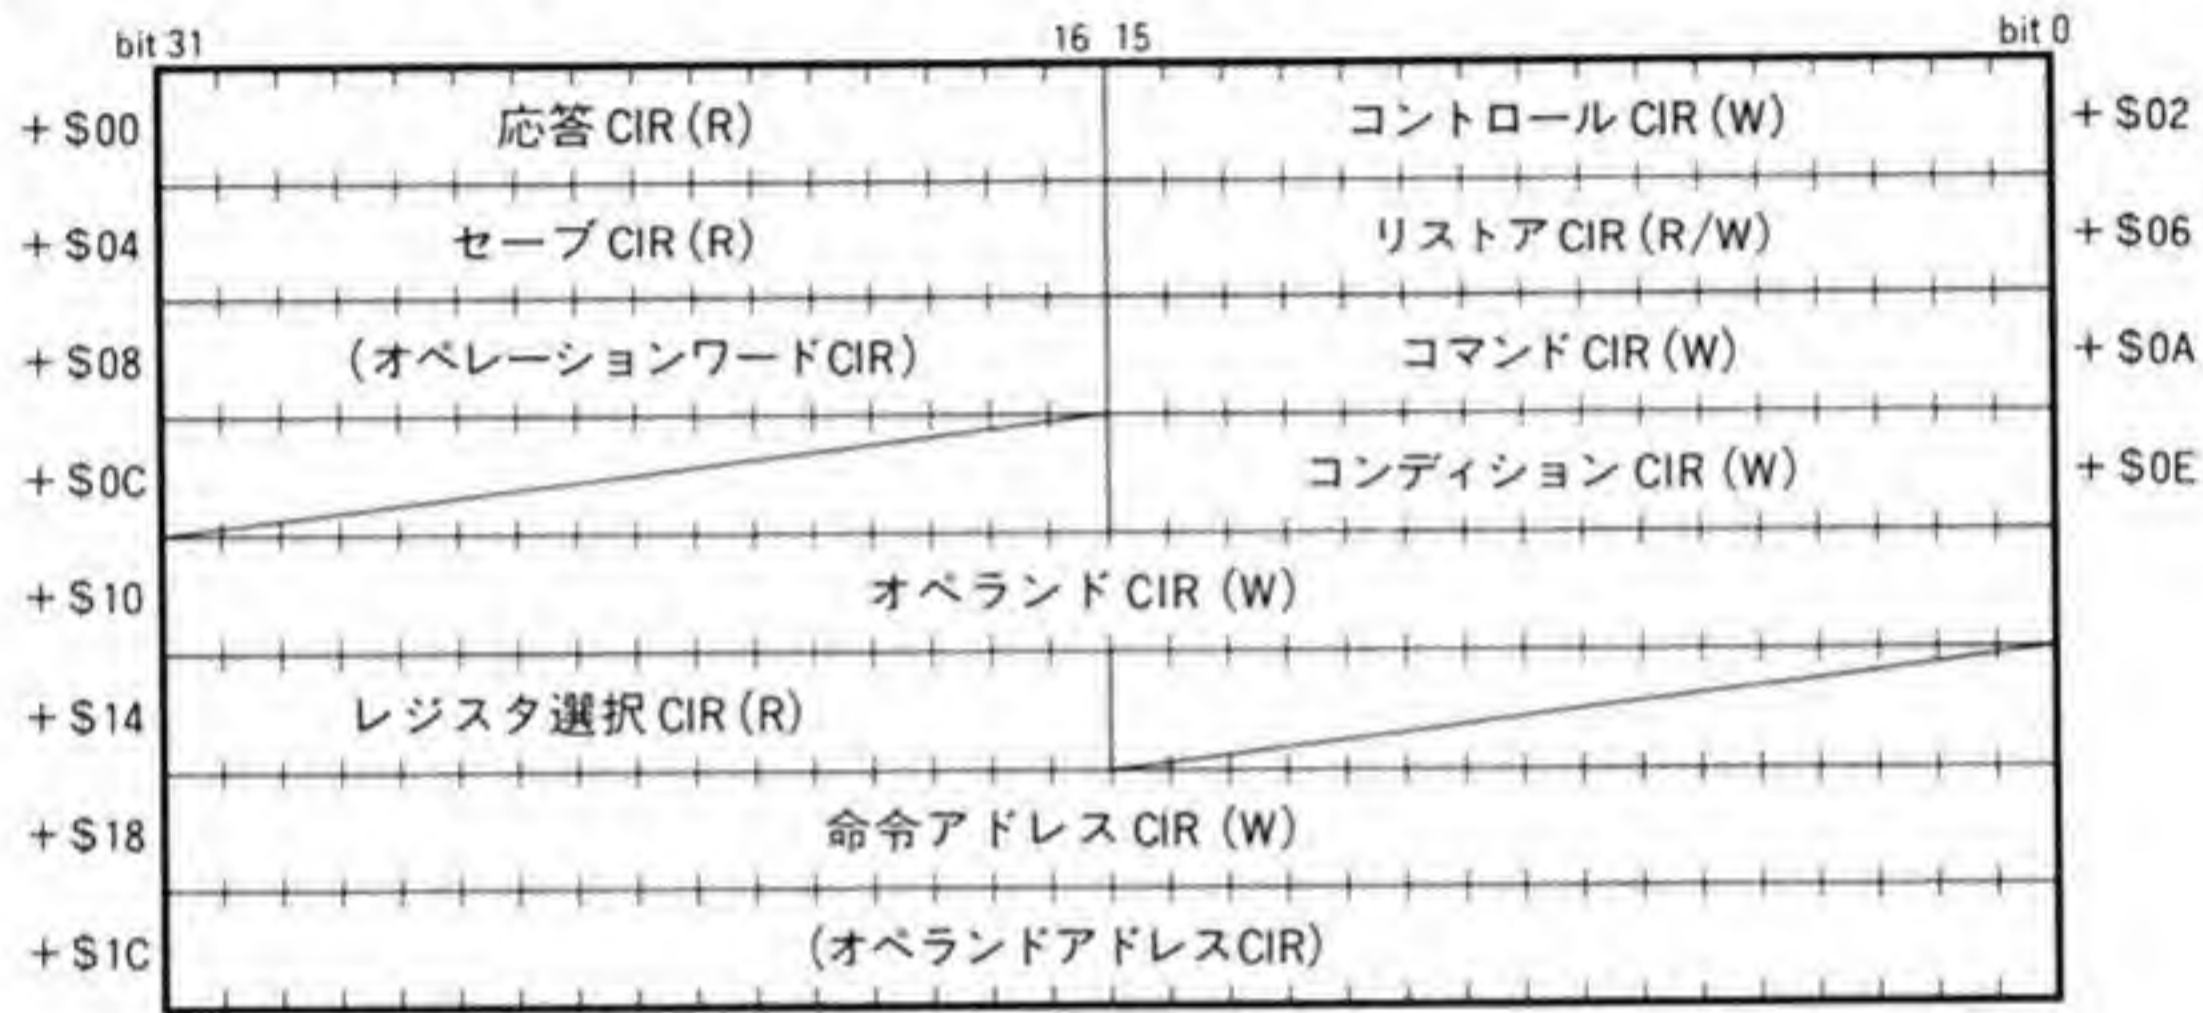 bit 31 16 15 bit 0
+$00 応答CIR(R) コントロールCIR(W) +$02
+$04 セーブCIR(R) リストアCIR(R/W) +$06
+$08 (オペレーションワードCIR) コマンドCIR(W) +$0A
+$0C コンディションCIR(W) +$0E
+$10 オペランドCIR(W)
+$14 レジスタ選択CIR(R)
+$18 命令アドレスCIR(W)
+$1C (オペランドアドレスCIR)